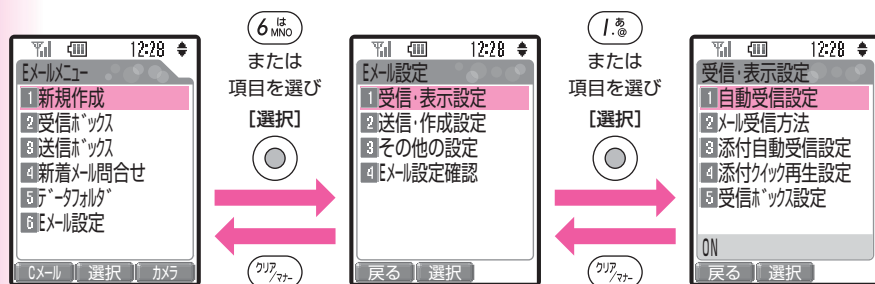 12:28
Eﾒｰﾙﾒﾆｭｰ
1新規作成
2受信ﾎﾞｯｸｽ
3送信ﾎﾞｯｸｽ
4新着ﾒｰﾙ問合せ
5ﾃﾞｰﾀﾌｫﾙﾀﾞ
6Eﾒｰﾙ設定
Cﾒｰﾙ 選択 ｶﾒﾗ
6 は MNO
または
項目を選び
[選択]
クリア/マナー
12:28
Eﾒｰﾙ設定
1受信･表示設定
2送信･作成設定
3その他の設定
4Eﾒｰﾙ設定確認
戻る 選択
1 . あ @
または
項目を選び
[選択]
クリア/マナー
12:28
受信･表示設定
1自動受信設定
2ﾒｰﾙ受信方法
3添付自動受信設定
4添付ｸｲｯｸ再生設定
5受信ﾎﾞｯｸｽ設定
ON
戻る 選択